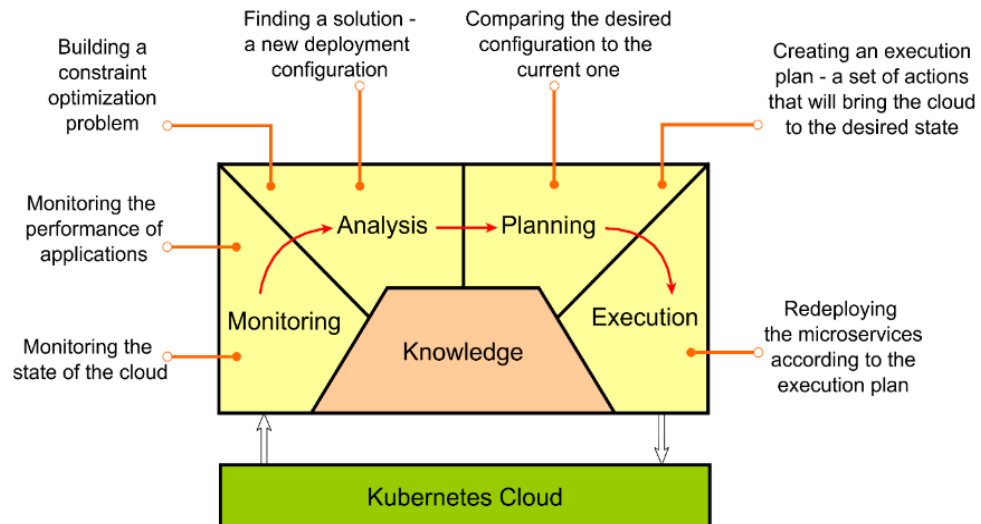 Building a
constraint
optimization
problem
Finding a solution -
a new deployment
configuration
Comparing the desired
configuration to the
current one
Creating an execution
plan - a set of actions
that will bring the cloud
to the desired state
Monitoring the
performance of
applications
Monitoring the
state of the cloud
Analysis
Planning
Monitoring
Execution
Knowledge
Redeploying
the microservices
according to the
execution plan
Kubernetes Cloud